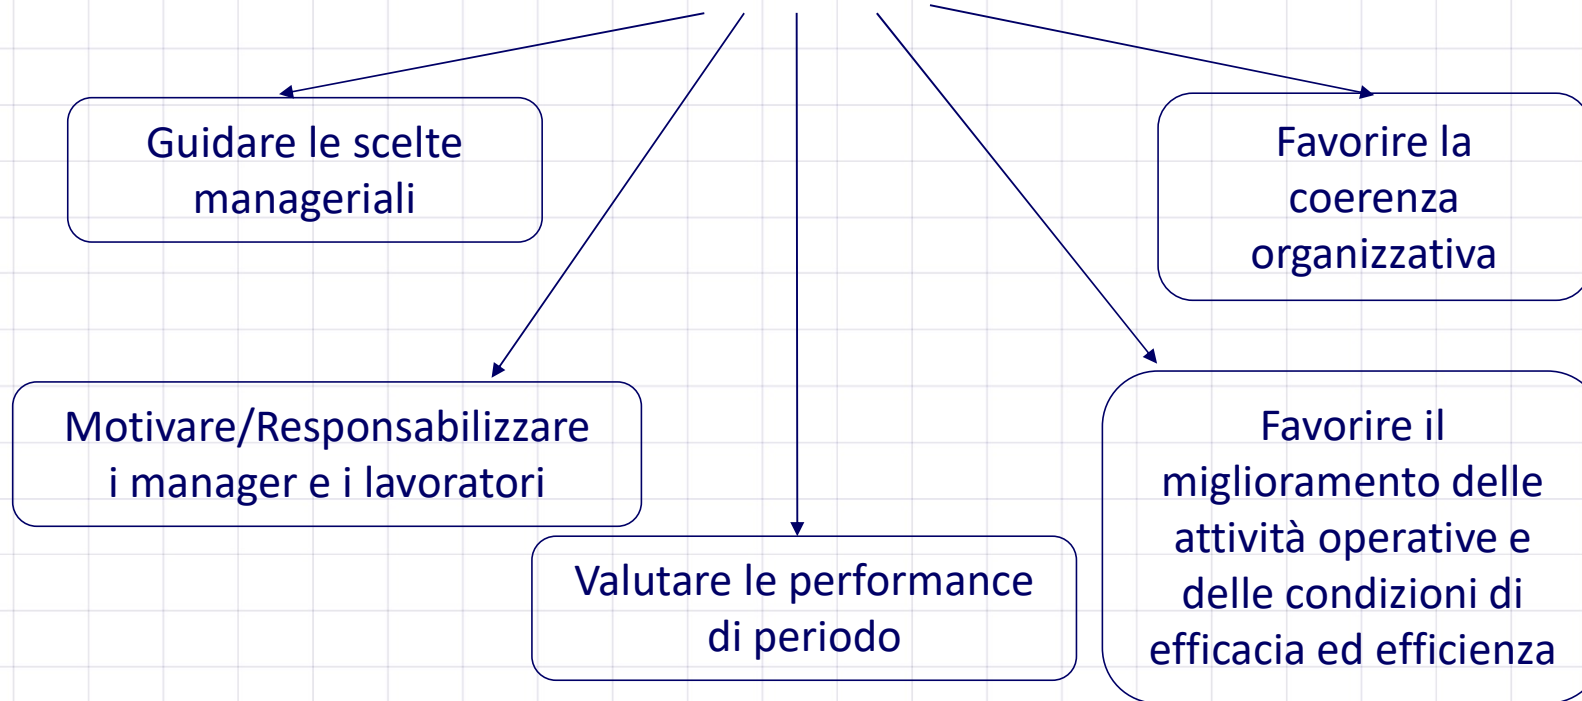 Guidare le scelte
manageriali
Favorire la
coerenza
organizzativa
Motivare/Responsabilizzare
i manager e i lavoratori
Favorire il
miglioramento delle
attività operative e
delle condizioni di
efficacia ed efficienza
Valutare le performance
di periodo